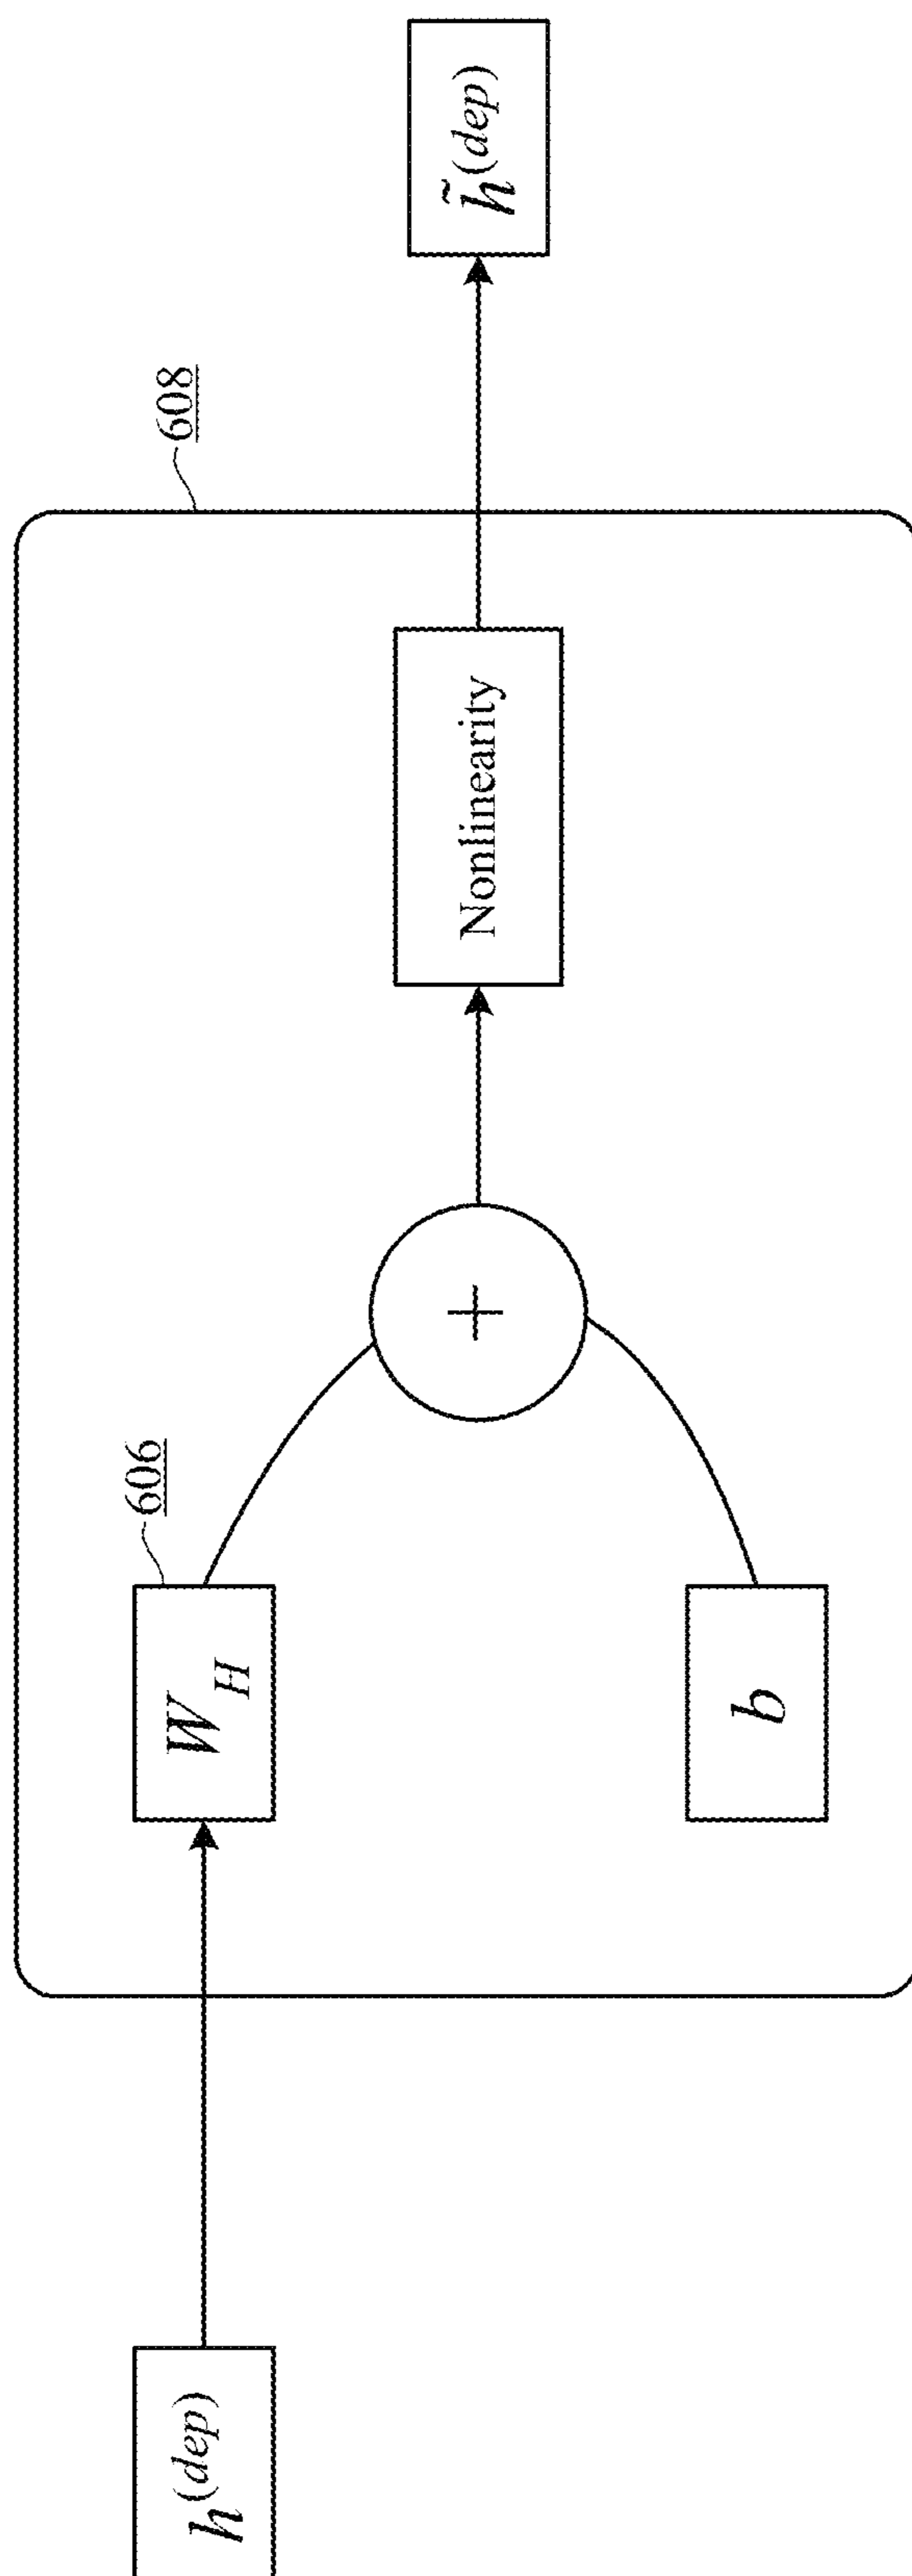 h^(dep)
W_H
606
b
+
Nonlinearity
608
h̃^(dep)